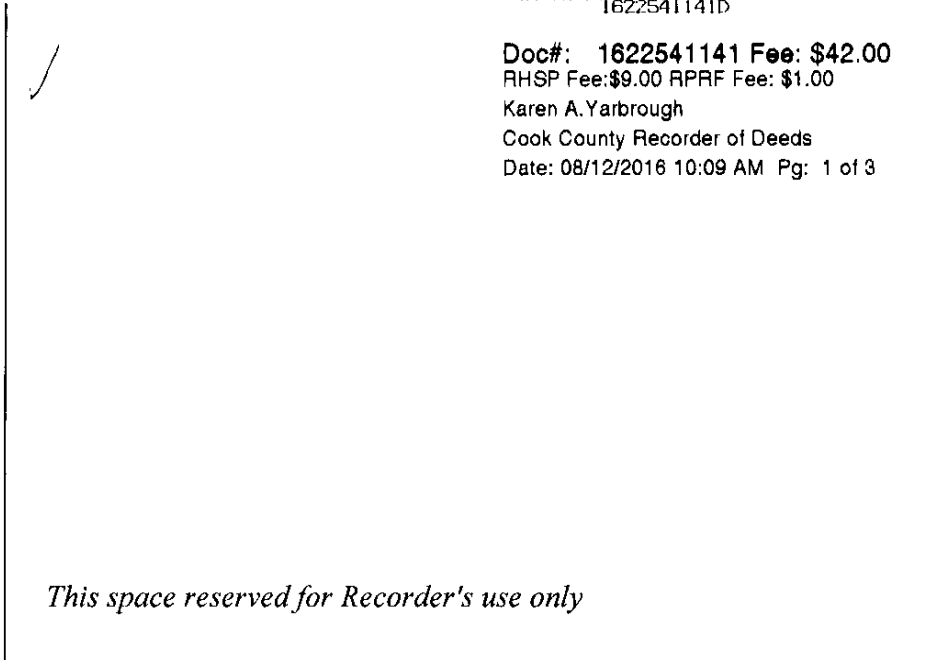 1622541141D
Doc#: 1622541141 Fee: $42.00
RHSP Fee:$9.00 RPRF Fee: $1.00
Karen A.Yarbrough
Cook County Recorder of Deeds
Date: 08/12/2016 10:09 AM Pg: 1 of 3
This space reserved for Recorder's use only